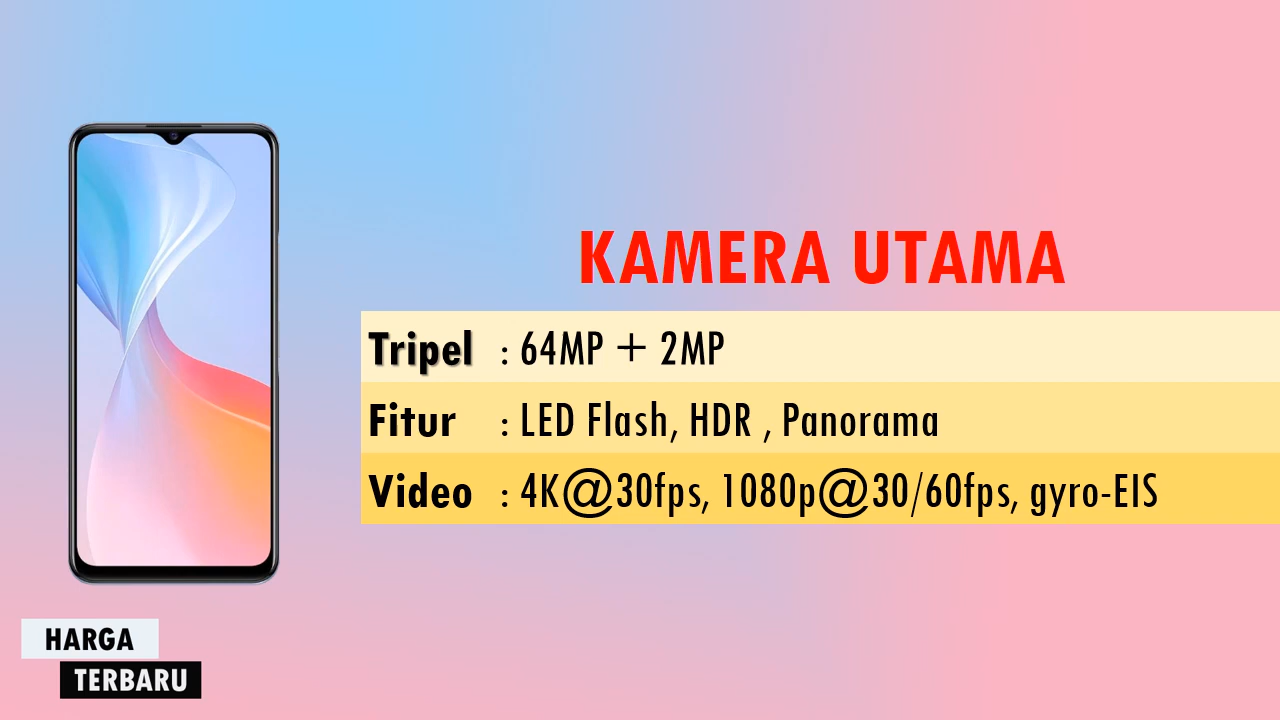 KAMERA UTAMA
Tripel : 64MP + 2MP
Fitur : LED Flash, HDR , Panorama
Video : 4K@30fps, 1080p@30/60fps, gyro-EIS
HARGA
TERBARU